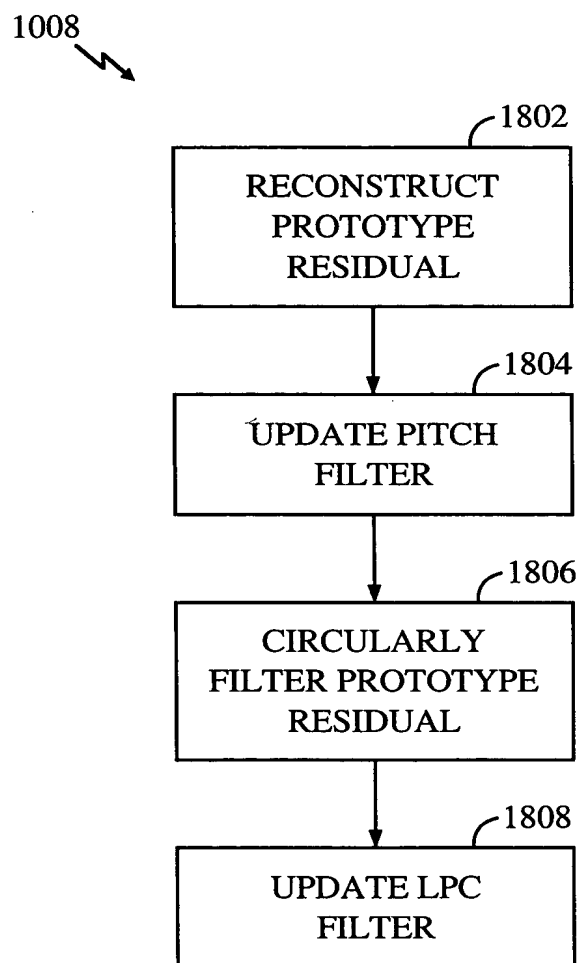 1008
1802
RECONSTRUCT
PROTOTYPE
RESIDUAL
1804
UPDATE PITCH
FILTER
1806
CIRCULARLY
FILTER PROTOTYPE
RESIDUAL
1808
UPDATE LPC
FILTER